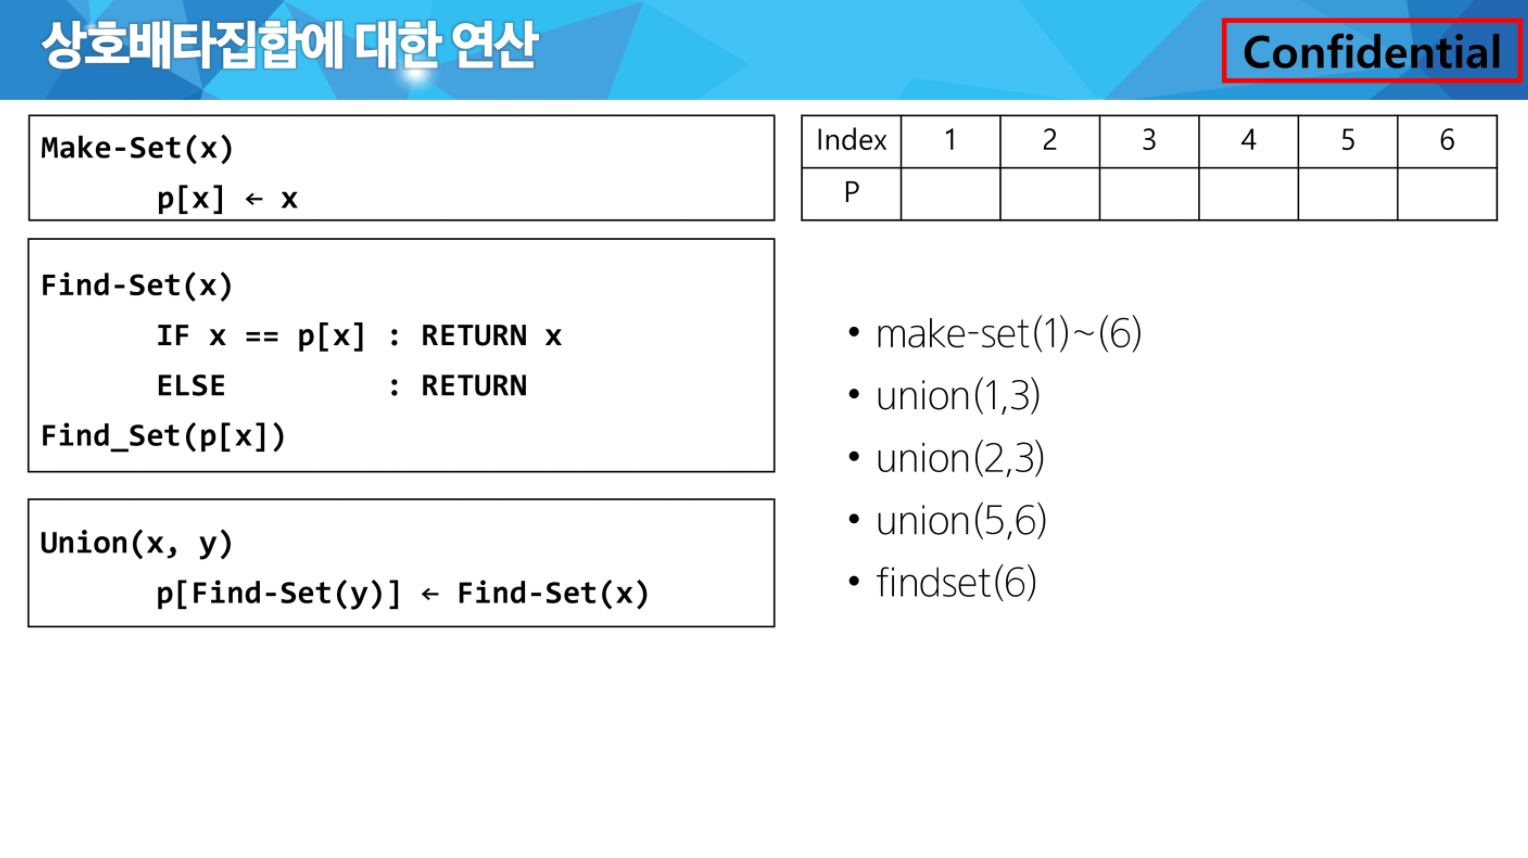 상호배타집합에 대한 연산
Confidential
Make-Set(x)
p[x] ← x
Find-Set(x)
IF x == p[x] : RETURN x
ELSE : RETURN
Find_Set(p[x])
Union(x, y)
p[Find-Set(y)] ← Find-Set(x)
Index 1 2 3 4 5 6
P
• make-set(1)~(6)
• union(1,3)
• union(2,3)
• union(5,6)
• findset(6)